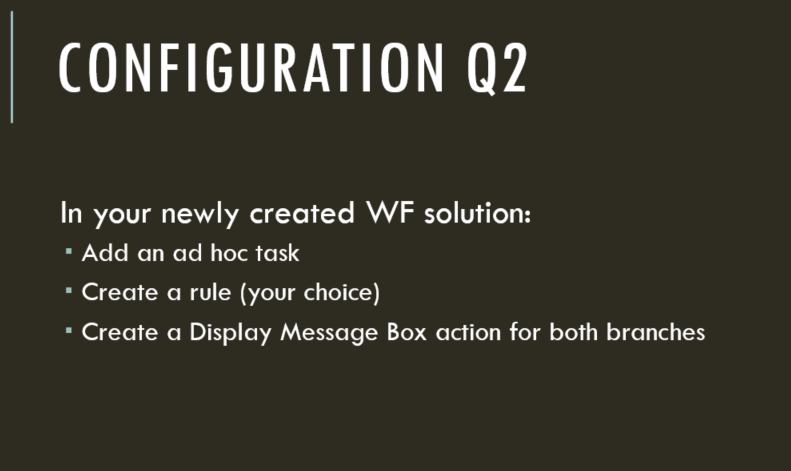 CONFIGURATION Q2
In your newly created WF solution:
▪ Add an ad hoc task
▪ Create a rule (your choice)
▪ Create a Display Message Box action for both branches